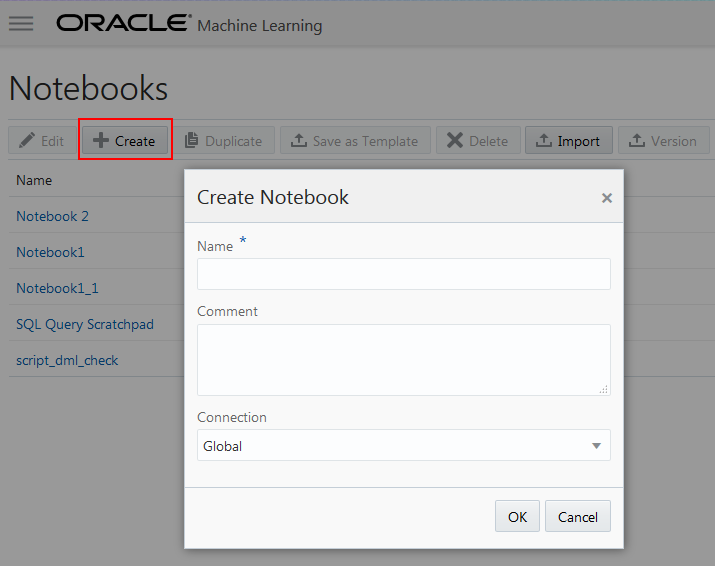 ORACLE® Machine Learning
Notebooks
Edit Create Duplicate Save as Template Delete Import Version
Name
Create Notebook ×
Notebook 2
Notebook1
Notebook1_1
SQL Query Scratchpad
script_dml_check
Name *
Comment
Connection
Global
OK Cancel